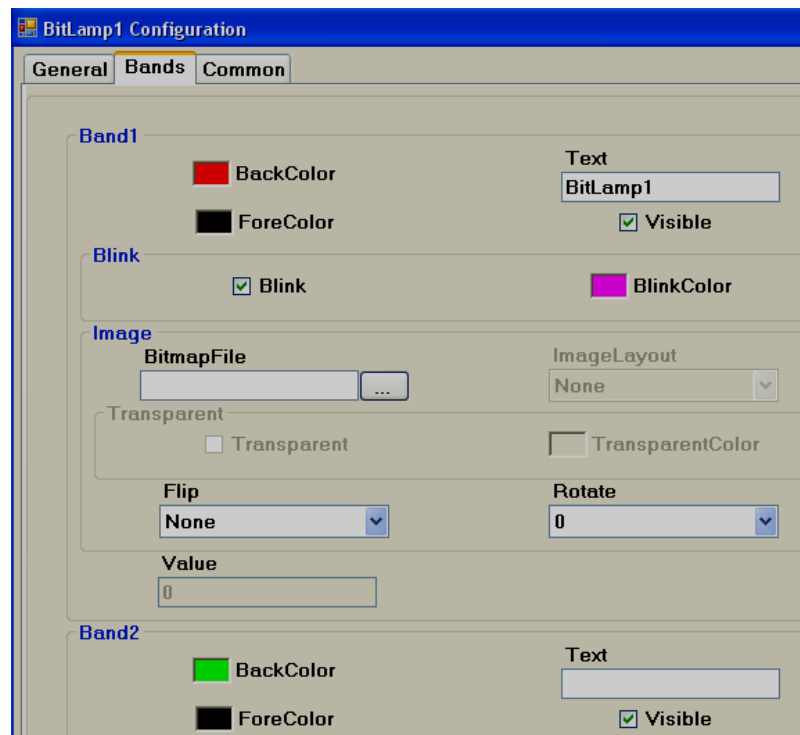 BitLamp1 Configuration
General Bands Common
Band1
BackColor
Text
BitLamp1
ForeColor
Visible
Blink
Blink
BlinkColor
Image
BitmapFile
ImageLayout
...
None
Transparent
Transparent
TransparentColor
Flip
Rotate
None
0
Value
0
Band2
BackColor
Text
ForeColor
Visible